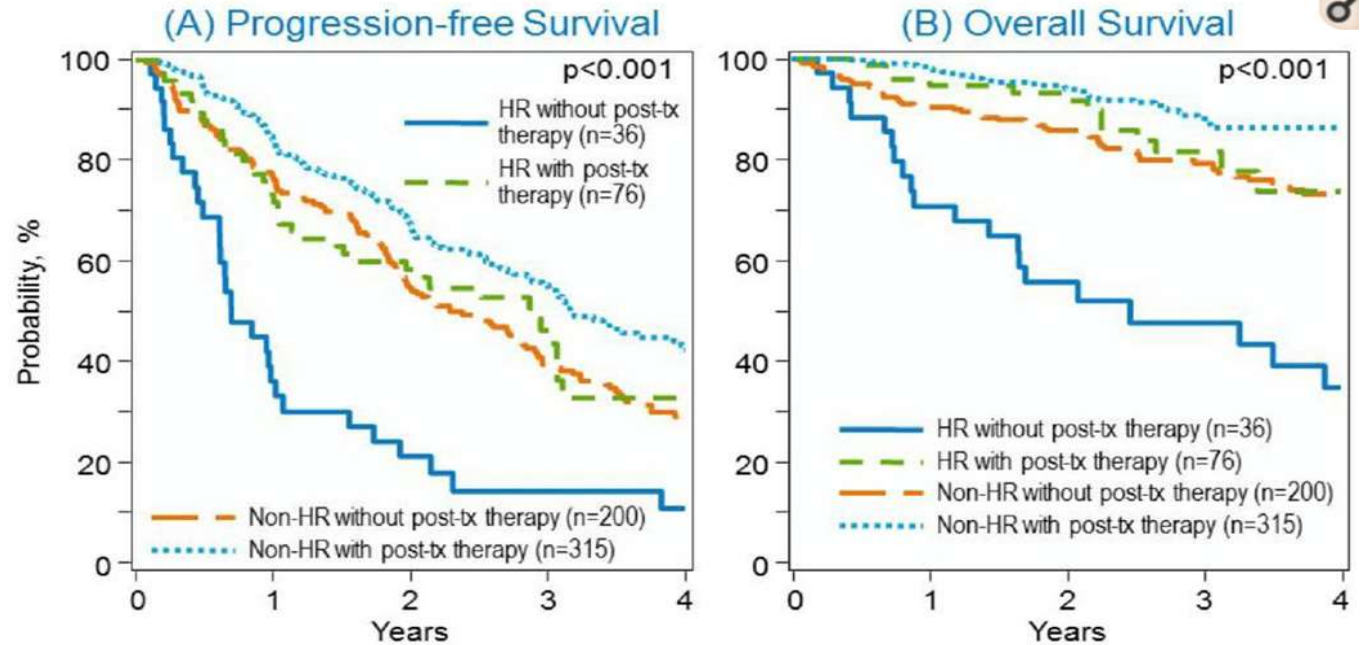 (A) Progression-free Survival
p<0.001
HR without post-tx
therapy (n=36)
HR with post-tx
therapy (n=76)
Non-HR without post-tx therapy (n=200)
Non-HR with post-tx therapy (n=315)
Probability, %
100
80
60
40
20
0
0 1 2 3 4
Years
(B) Overall Survival
p<0.001
HR without post-tx therapy (n=36)
HR with post-tx therapy (n=76)
Non-HR without post-tx therapy (n=200)
Non-HR with post-tx therapy (n=315)
100
80
60
40
20
0
0 1 2 3 4
Years